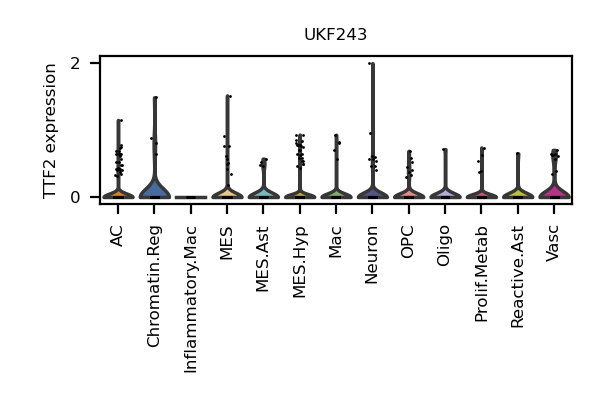 UKF243
TTF2 expression
2
0
AC
Chromatin.Reg
Inflammatory.Mac
MES
MES.Ast
MES.Hyp
Mac
Neuron
OPC
Oligo
Prolif.Metab
Reactive.Ast
Vasc